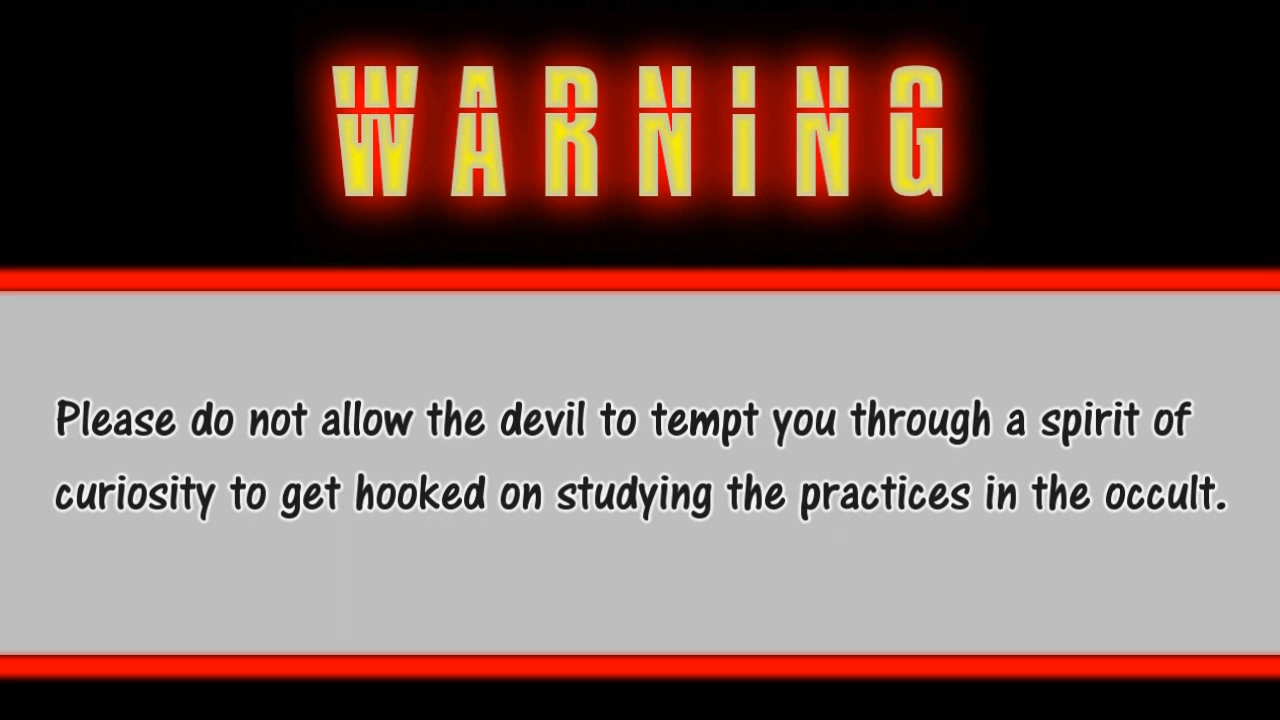 WARNING
Please do not allow the devil to tempt you through a spirit of
curiosity to get hooked on studying the practices in the occult.